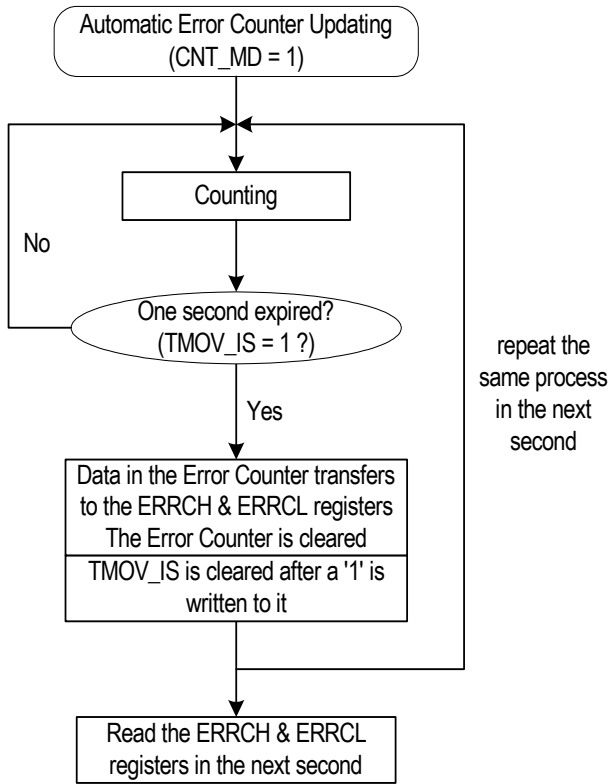 Automatic Error Counter Updating
(CNT_MD = 1)
Counting
No
One second expired?
(TMOV_IS = 1 ?)
repeat the
same process
in the next
second
Yes
Data in the Error Counter transfers
to the ERRCH & ERRCL registers
The Error Counter is cleared
TMOV_IS is cleared after a '1' is
written to it
Read the ERRCH & ERRCL
registers in the next second